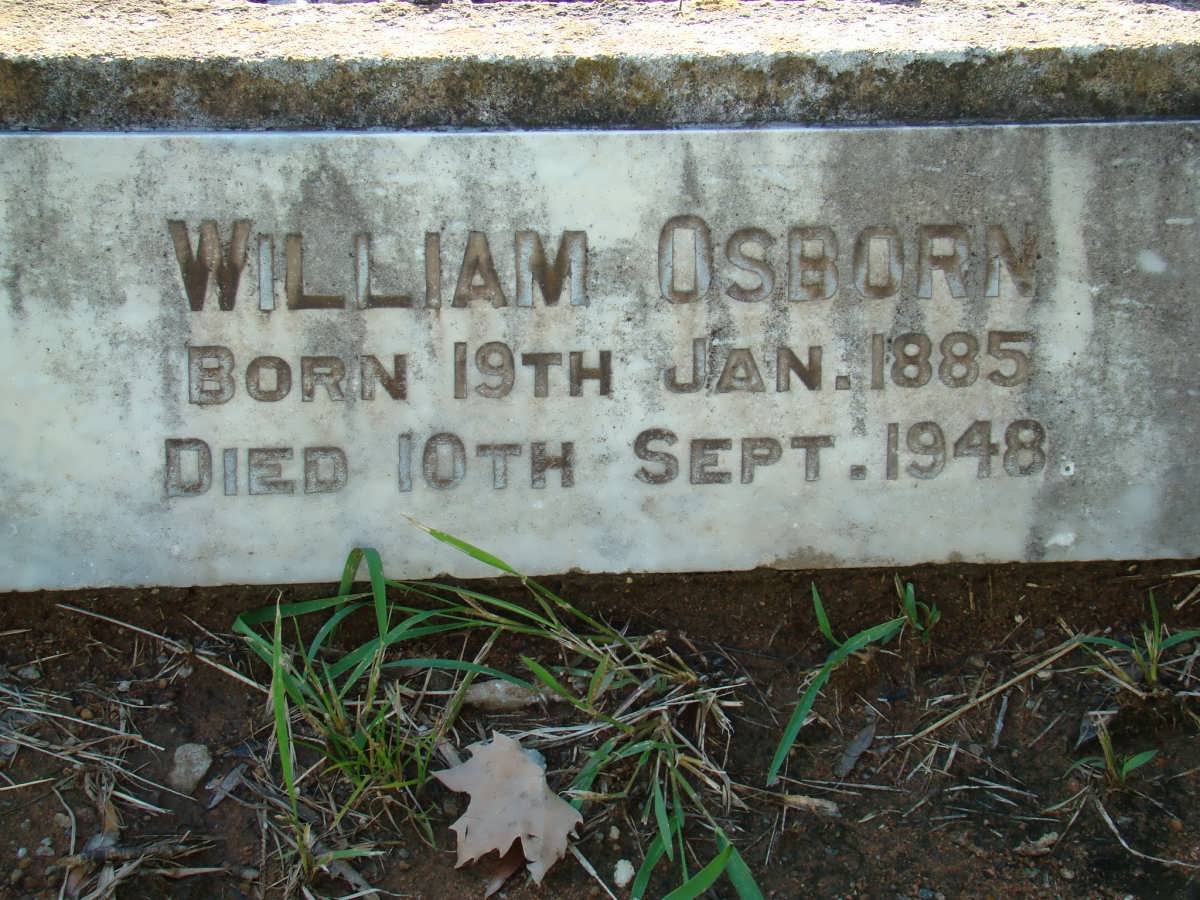 WILLIAM OSBORN
BORN 19TH JAN. 1885
DIED 10TH SEPT. 1948